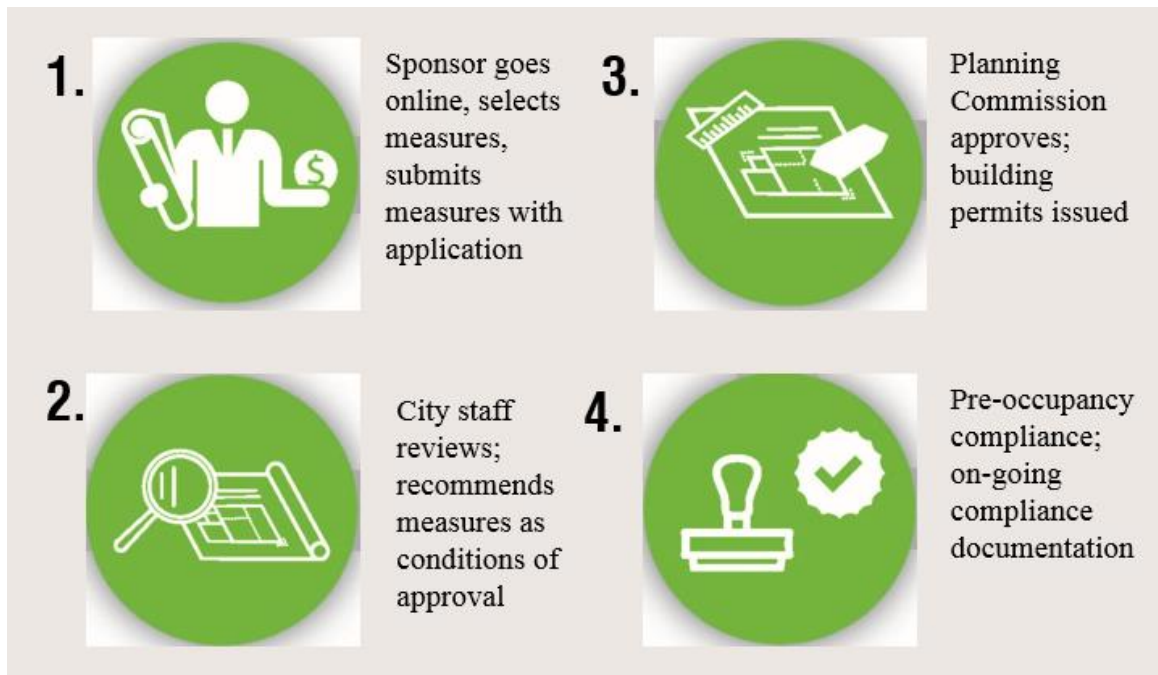 1.
Sponsor goes
online, selects
measures,
submits
measures with
application
$
2.
City staff
reviews;
recommends
measures as
conditions of
approval
3.
Planning
Commission
approves;
building
permits issued
4.
Pre-occupancy
compliance;
on-going
compliance
documentation